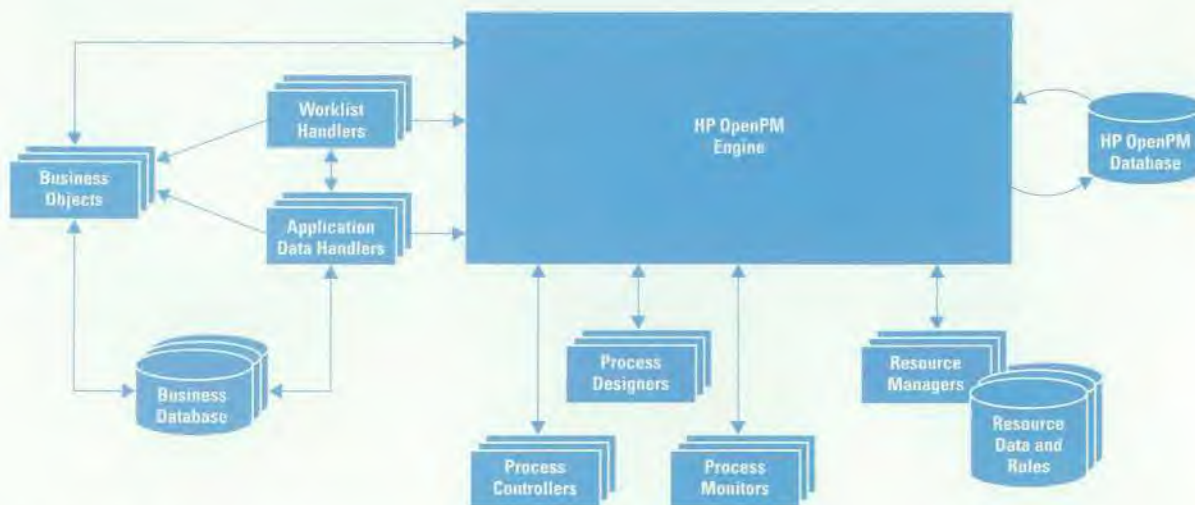 Worklist
Handlers
HP OpenPM
Engine
HP OpenPM
Database
Business
Objects
Application
Data Handlers
Process
Designers
Resource
Managers
Business
Database
Resource
Data and
Rules
Process
Controllers
Process
Monitors